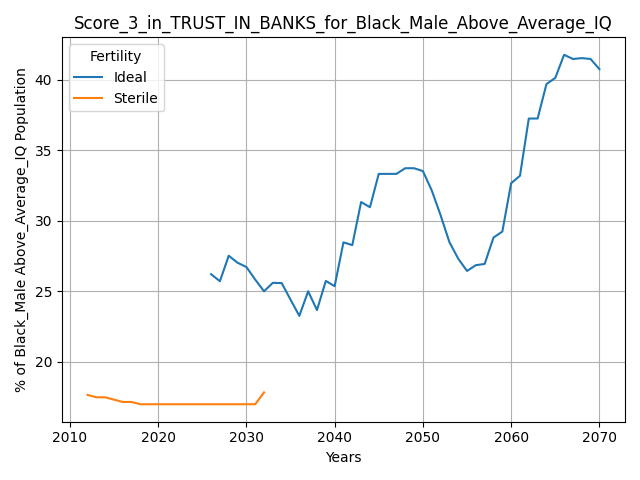 Score_3_in_TRUST_IN_BANKS_for_Black_Male_Above_Average_IQ
Fertility
Ideal
Sterile
% of Black_Male Above_Average_IQ Population
40
35
30
25
20
2010 2020 2030 2040 2050 2060 2070
Years